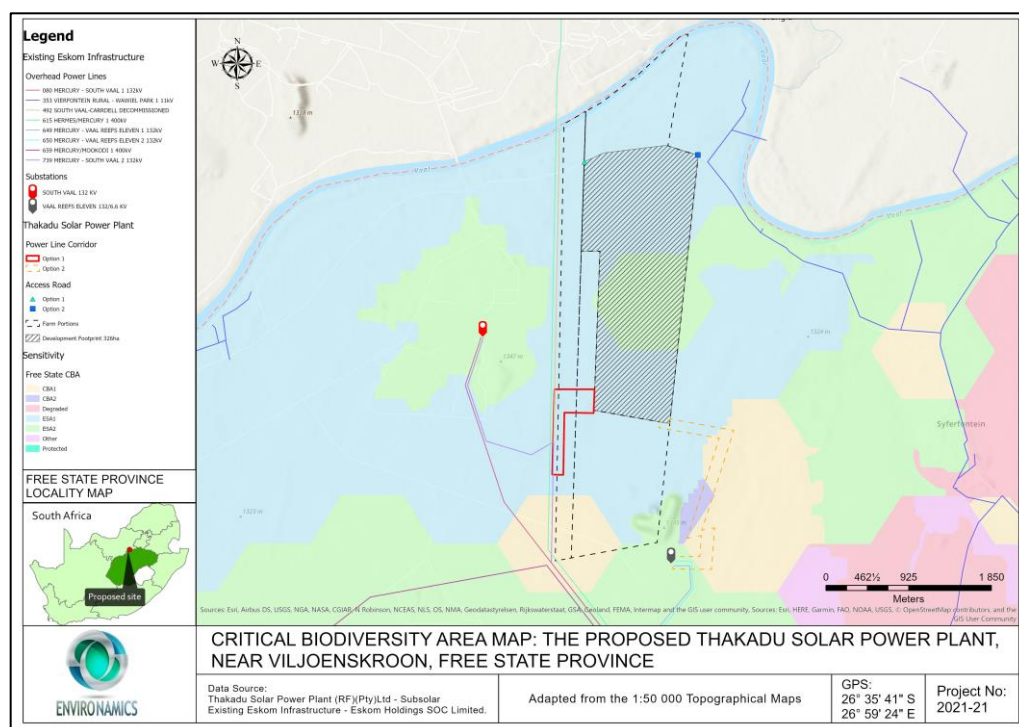 Legend
Existing Eskom Infrastructure
Overhead Power Lines
080 MERCURY - SOUTH VAAL 1 132kV
353 VIERFONTEIN RURAL - WAWIEL PARK 1 11kV
492 SOUTH VAAL-CARRDELL DECOMMISSIONED
615 HERMES/MERCURY 1 400kV
649 MERCURY - VAAL REEFS ELEVEN 1 132kV
650 MERCURY - VAAL REEFS ELEVEN 2 132kV
659 MERCURY/MOOKODI 1 400kV
739 MERCURY - SOUTH VAAL 2 132kV
Substations
SOUTH VAAL 132 KV
VAAL REEFS ELEVEN 132/6.6 KV
Thakadu Solar Power Plant
Power Line Corridor
Option 1
Option 2
Access Road
Option 1
Option 2
Farm Portions
Development Footprint 326ha
Sensitivity
Free State CBA
CBA1
CBA2
Degraded
ESA1
ESA2
Other
Protected
FREE STATE PROVINCE
LOCALITY MAP
South Africa
Proposed site
N
W
E
S
Vaal
Vaal
1347 m
1324 m
1320 m
Syferfontein
0 462½ 925 1 850
Meters
Sources: Esri, Airbus DS, USGS, NGA, NASA, CGIAR, N Robinson, NCEAS, NLS, OS, NMA, Geodatastyrelsen, Rijkswaterstaat, GSA, Geoland, FEMA, Intermap and the GIS user community, Sources: Esri, HERE, Garmin, FAO, NOAA, USGS, © OpenStreetMap contributors, and the
GIS User Community
ENVIRONAMICS
CRITICAL BIODIVERSITY AREA MAP: THE PROPOSED THAKADU SOLAR POWER PLANT,
NEAR VILJOENSKROON, FREE STATE PROVINCE
Data Source:
Thakadu Solar Power Plant (RF)(Pty)Ltd - Subsolar
Existing Eskom Infrastructure - Eskom Holdings SOC Limited.
Adapted from the 1:50 000 Topographical Maps
GPS:
26° 35' 41" S
26° 59' 24" E
Project No:
2021-21